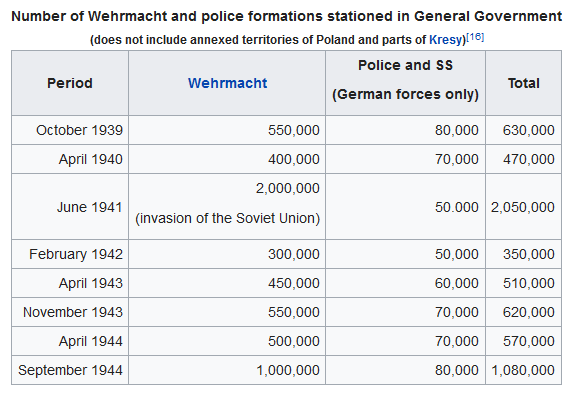 Number of Wehrmacht and police formations stationed in General Government
(does not include annexed territories of Poland and parts of Kresy)[16]
Period Wehrmacht Police and SS (German forces only) Total
October 1939 550,000 80,000 630,000
April 1940 400,000 70,000 470,000
June 1941 2,000,000 (invasion of the Soviet Union) 50.000 2,050,000
February 1942 300,000 50,000 350,000
April 1943 450,000 60,000 510,000
November 1943 550,000 70,000 620,000
April 1944 500,000 70,000 570,000
September 1944 1,000,000 80,000 1,080,000